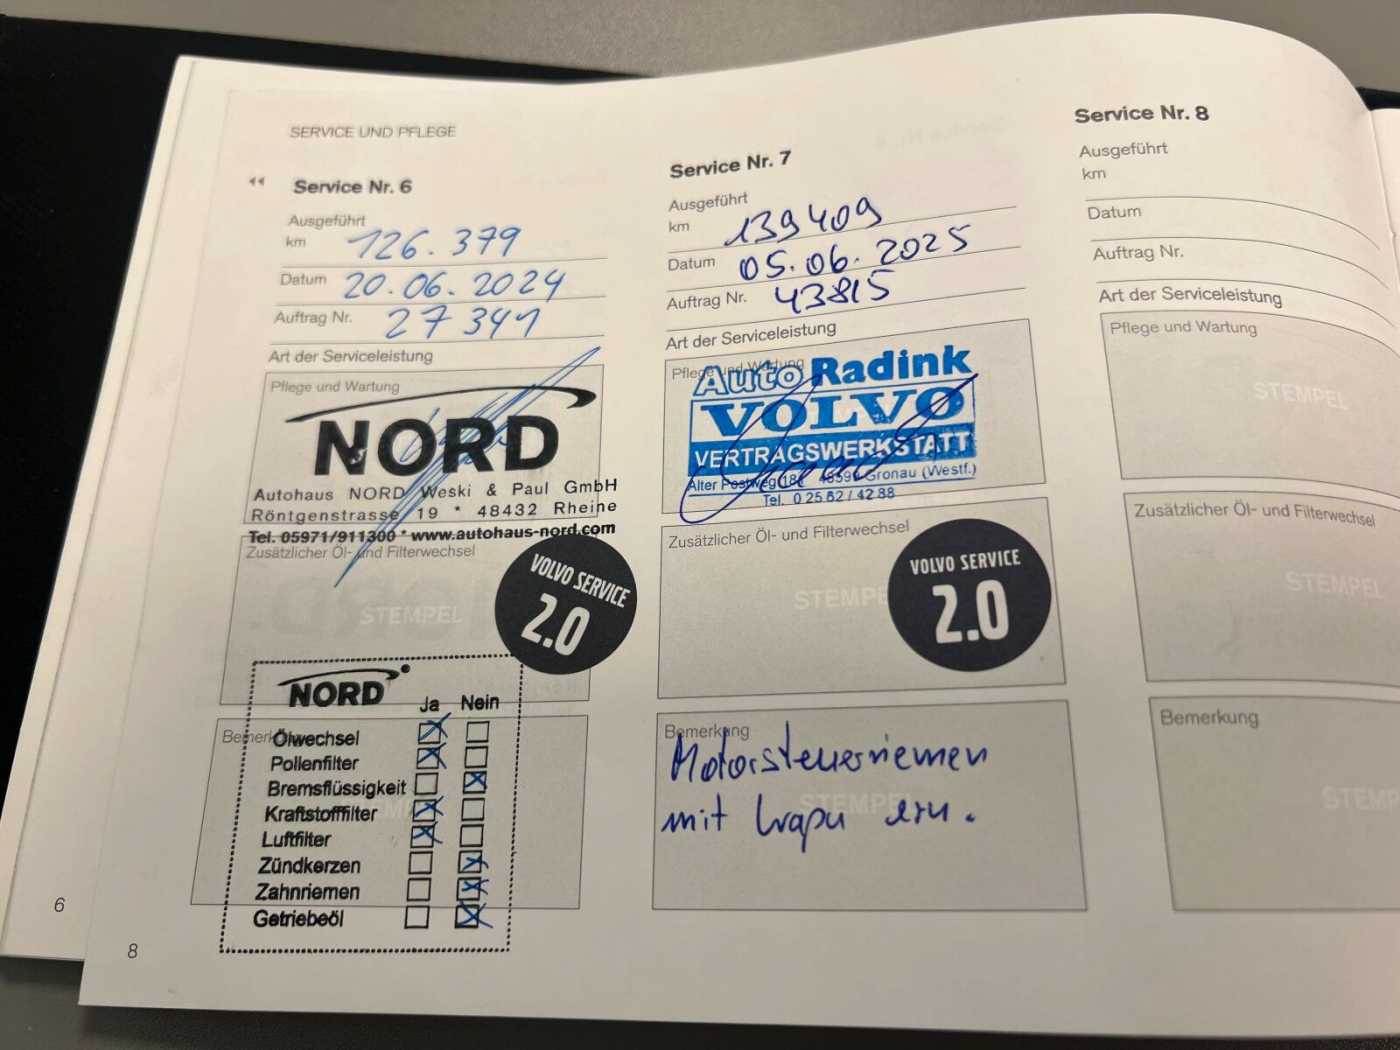 SERVICE UND PFLEGE
Service Nr. 6
Ausgeführt
km 126.379
Datum 20.06.2024
Auftrag Nr. 27341
Art der Serviceleistung
Pflege und Wartung
NORD
Autohaus NORD Weski & Paul GmbH
Röntgenstrasse 19 * 48432 Rheine
Tel. 05971/911300 * www.autohaus-nord.com
Zusätzlicher Öl- und Filterwechsel
STEMPEL
VOLVO SERVICE
2.0
NORD
Ja Nein
Bemerkung
Ölwechsel
Pollenfilter
Bremsflüssigkeit
Kraftstofffilter
Luftfilter
Zündkerzen
Zahnriemen
Getriebeöl
6
8
Service Nr. 7
Ausgeführt
km 139409
Datum 05.06.2025
Auftrag Nr. 43815
Art der Serviceleistung
Pflege und Wartung
Auto Radink
VOLVO
VERTRAGSWERKSTATT
Alter Postweg 18 48599 Gronau (Westf.)
Tel. 0 25 62 / 42 88
Zusätzlicher Öl- und Filterwechsel
STEMPEL
VOLVO SERVICE
2.0
Bemerkung
Motorsteuerriemen
mit Wapu ern.
STEMPEL
Service Nr. 8
Ausgeführt
km
Datum
Auftrag Nr.
Art der Serviceleistung
Pflege und Wartung
STEMPEL
Zusätzlicher Öl- und Filterwechsel
STEMPEL
Bemerkung
STEMP